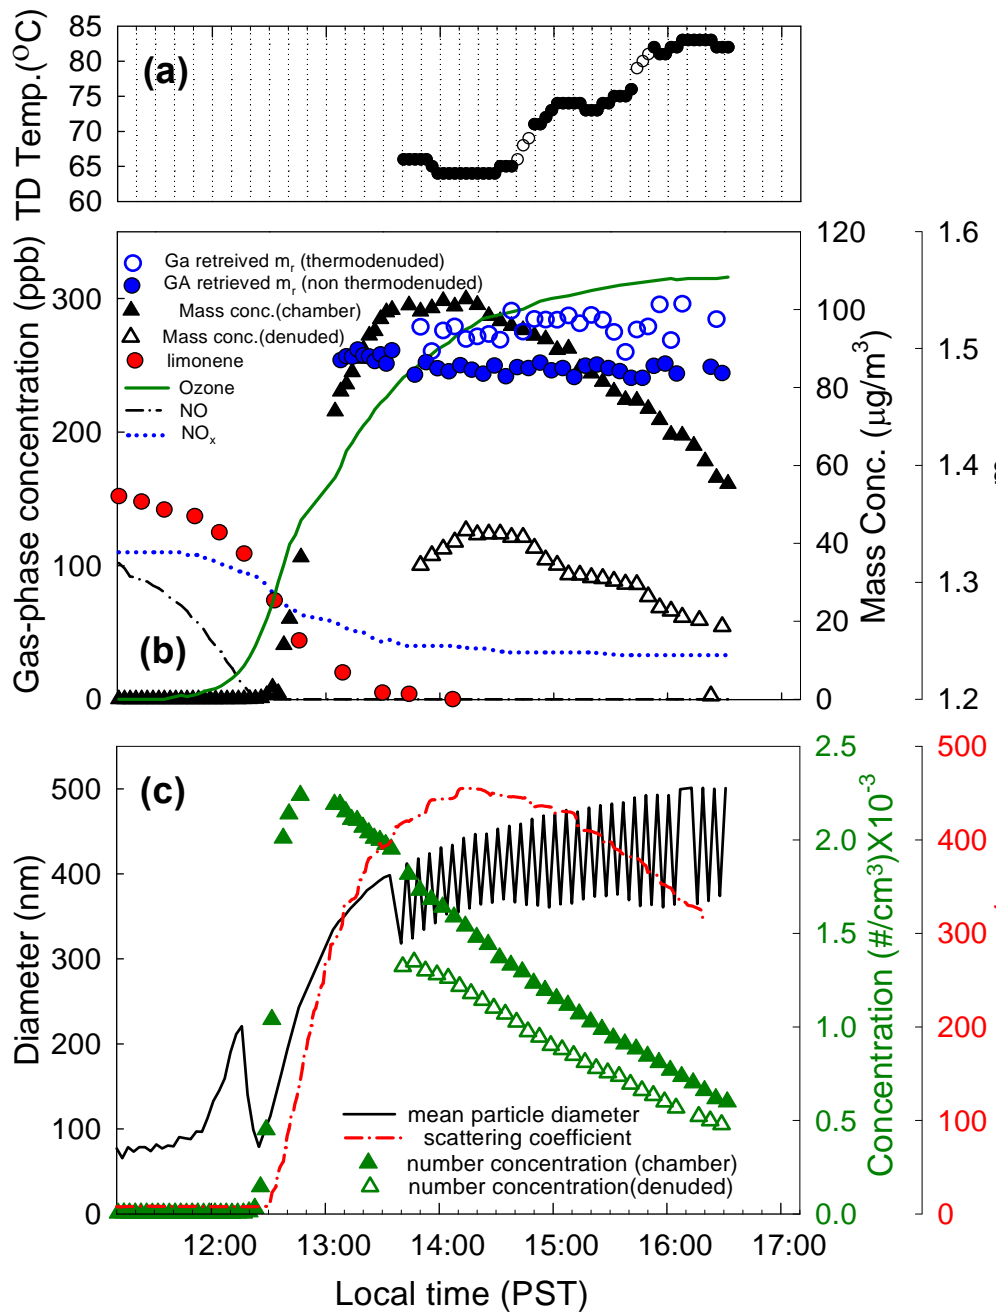 TD Temp.(°C)
85
80
75
70
65
60
(a)
Gas-phase concentration (ppb)
300
200
100
0
Ga retreived m_r (thermodenuded)
GA retrieved m_r (non thermodenuded)
Mass conc.(chamber)
Mass conc.(denuded)
limonene
Ozone
NO
NO_x
(b)
120
100
80
60
40
20
0
Mass Conc. (µg/m³)
1.6
1.5
1.4
1.3
1.2
Diameter (nm)
500
400
300
200
100
0
(c)
mean particle diameter
scattering coefficient
number concentration (chamber)
number concentration(denuded)
2.5
2.0
1.5
1.0
0.5
0.0
Concentration (#/cm³)X10⁻³
500
400
300
200
100
0
12:00 13:00 14:00 15:00 16:00 17:00
Local time (PST)